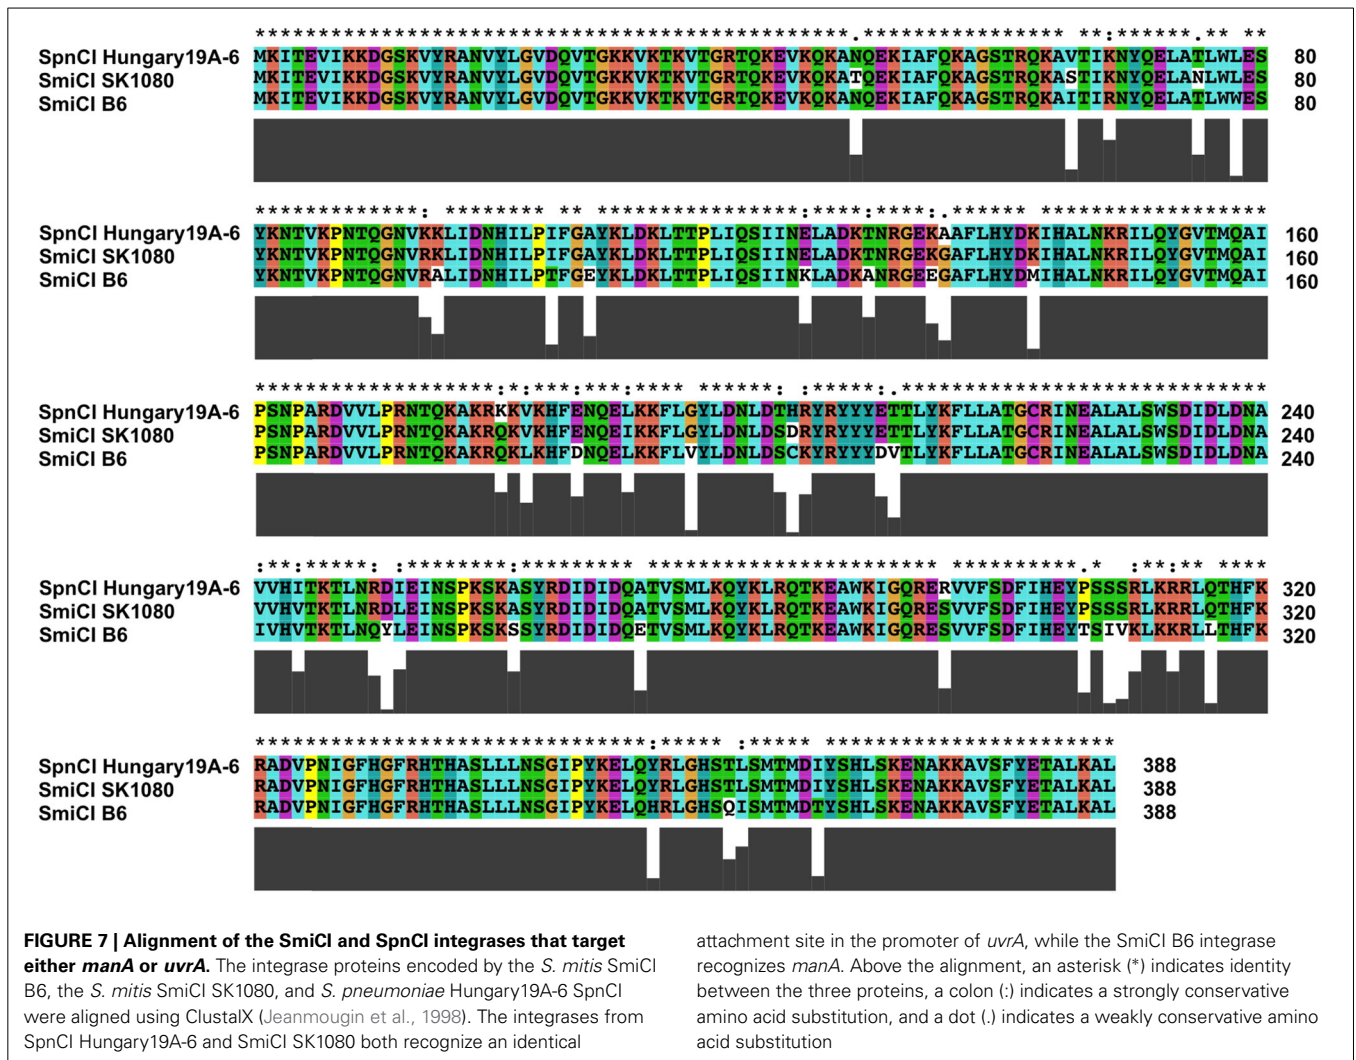 SpnCI Hungary19A-6 MKITEVIKKDGSKVYRANVYLGVDQVTGKKVKTKVTGRTQKEVKQKANQEKIAFQKAGSTRQKAVTIKNYQELATLWLES 80
SmiCI SK1080 MKITEVIKKDGSKVYRANVYLGVDQVTGKKVKTKVTGRTQKEVKQKATQEKIAFQKAGSTRQKASTIKNYQELANLWLES 80
SmiCI B6 MKITEVIKKDGSKVYRANVYLGVDQVTGKKVKTKVTGRTQKEVKQKANQEKIAFQKAGSTRQKAITIRNYQELATLWWES 80
SpnCI Hungary19A-6 YKNTVKPNTQGNVKKLIDNHILPIFGAYKLDKLTTPLIQSIINELADKTNRGEKAAFLHYDKIHALNKRILQYGVTMQAI 160
SmiCI SK1080 YKNTVKPNTQGNVRKLIDNHILPIFGAYKLDKLTTPLIQSIINELADKTNRGEKGAFLHYDKIHALNKRILQYGVTMQAI 160
SmiCI B6 YKNTVKPNTQGNVRALIDNHILPTFGEYKLDKLTTPLIQSIINKLADKANRGEEGAFLHYDMIHALNKRILQYGVTMQAI 160
SpnCI Hungary19A-6 PSNPARDVVLPRNTQKAKRKKVKHFENQELKKFLGYLDNLDTHRYRYYYETTLYKFLLATGCRINEALALSWSDIDLDNA 240
SmiCI SK1080 PSNPARDVVLPRNTQKAKRQKVKHFENQEIKKFLGYLDNLDSDRYRYYYETTLYKFLLATGCRINEALALSWSDIDLDNA 240
SmiCI B6 PSNPARDVVLPRNTQKAKRQKLKHFDNQELKKFLVYLDNLDSCKYRYYYDVTLYKFLLATGCRINEALALSWSDIDLDNA 240
SpnCI Hungary19A-6 VVHITKTLNRDIEINSPKSKASYRDIDIDQATVSMLKQYKLRQTKEAWKIGQRERVVFSDFIHEYPSSSRLKRRLQTHFK 320
SmiCI SK1080 VVHVTKTLNRDLEINSPKSKASYRDIDIDQATVSMLKQYKLRQTKEAWKIGQRESVVFSDFIHEYPSSSRLKRRLQTHFK 320
SmiCI B6 IVHVTKTLNQYLEINSPKSKSSYRDIDIDQETVSMLKQYKLRQTKEAWKIGQRESVVFSDFIHEYTSIVKLKKRLLTHFK 320
SpnCI Hungary19A-6 RADVPNIGFHGFRHTHASLLLNSGIPYKELQYRLGHSTLSMTMDIYSHLSKENAKKAVSFYETALKAL 388
SmiCI SK1080 RADVPNIGFHGFRHTHASLLLNSGIPYKELQYRLGHSTLSMTMDIYSHLSKENAKKAVSFYETALKAL 388
SmiCI B6 RADVPNIGFHGFRHTHASLLLNSGIPYKELQHRLGHSQISMTMDTYSHLSKENAKKAVSFYETALKAL 388
FIGURE 7 | Alignment of the SmiCI and SpnCI integrases that target
either manA or uvrA. The integrase proteins encoded by the S. mitis SmiCI
B6, the S. mitis SmiCI SK1080, and S. pneumoniae Hungary19A-6 SpnCI
were aligned using ClustalX (Jeanmougin et al., 1998). The integrases from
SpnCI Hungary19A-6 and SmiCI SK1080 both recognize an identical
attachment site in the promoter of uvrA, while the SmiCI B6 integrase
recognizes manA. Above the alignment, an asterisk (*) indicates identity
between the three proteins, a colon (:) indicates a strongly conservative
amino acid substitution, and a dot (.) indicates a weakly conservative amino
acid substitution